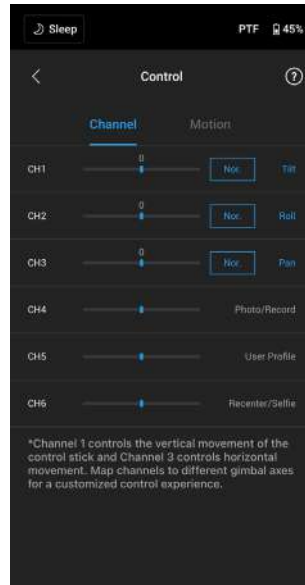 Sleep PTF 45%
Control ?
Channel Motion
0
CH1 Nor. Tilt
0
CH2 Nor. Roll
0
CH3 Nor. Pan
CH4 Photo/Record
CH5 User Profile
CH6 Recenter/Selfie
*Channel 1 controls the vertical movement of the
control stick and Channel 3 controls horizontal
movement. Map channels to different gimbal axes
for a customized control experience.